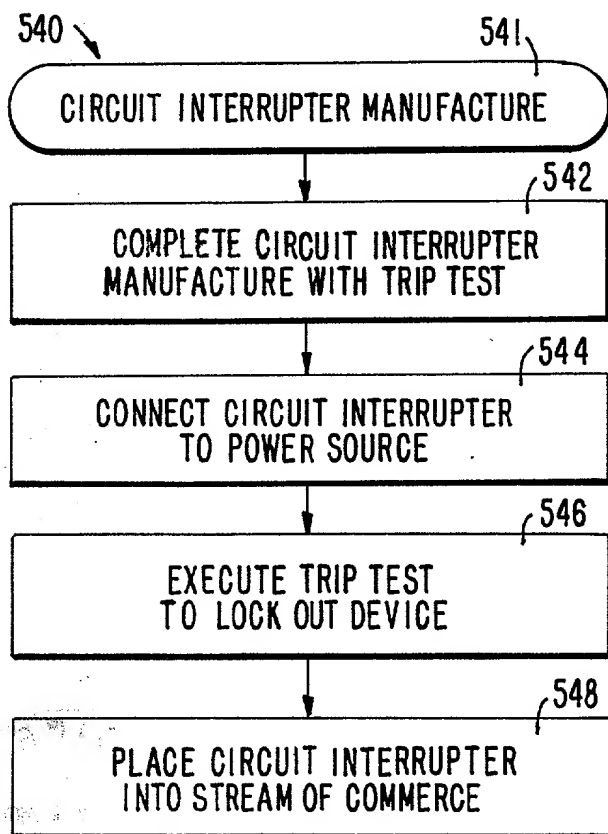 540
541
CIRCUIT INTERRUPTER MANUFACTURE
542
COMPLETE CIRCUIT INTERRUPTER
MANUFACTURE WITH TRIP TEST
544
CONNECT CIRCUIT INTERRUPTER
TO POWER SOURCE
546
EXECUTE TRIP TEST
TO LOCK OUT DEVICE
548
PLACE CIRCUIT INTERRUPTER
INTO STREAM OF COMMERCE